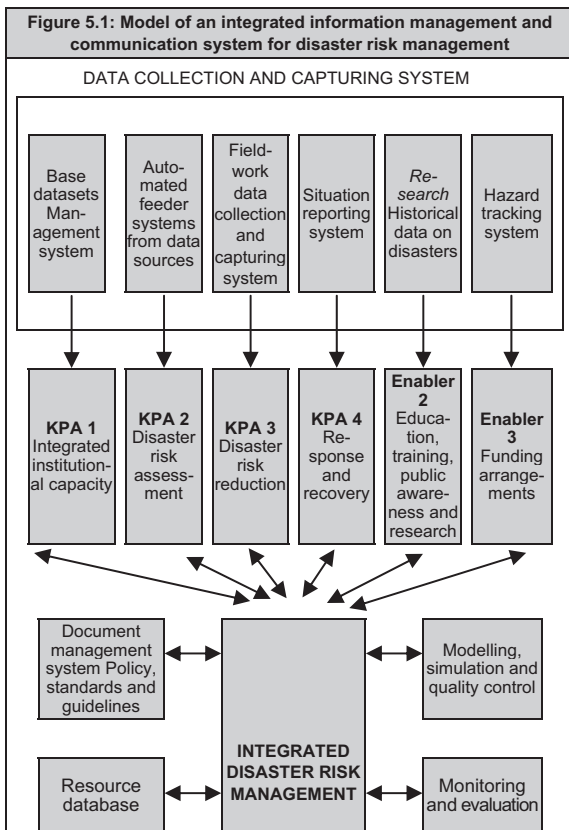 Figure 5.1: Model of an integrated information management and
communication system for disaster risk management
DATA COLLECTION AND CAPTURING SYSTEM
Base
datasets
Man-
agement
system
Auto-
mated
feeder
systems
from data
sources
Field-
work
data
collection
and
capturing
system
Situation
reporting
system
Re-
search
Historical
data on
disasters
Hazard
tracking
system
KPA 1
Integrated
institution-
al capacity
KPA 2
Disaster
risk
assess-
ment
KPA 3
Disaster
risk
reduction
KPA 4
Re-
sponse
and
recovery
Enabler
2
Educa-
tion,
training,
public
aware-
ness and
research
Enabler
3
Funding
arrange-
ments
Document
management
system Policy,
standards and
guidelines
Modelling,
simulation and
quality control
INTEGRATED
DISASTER RISK
MANAGEMENT
Resource
database
Monitoring
and evaluation